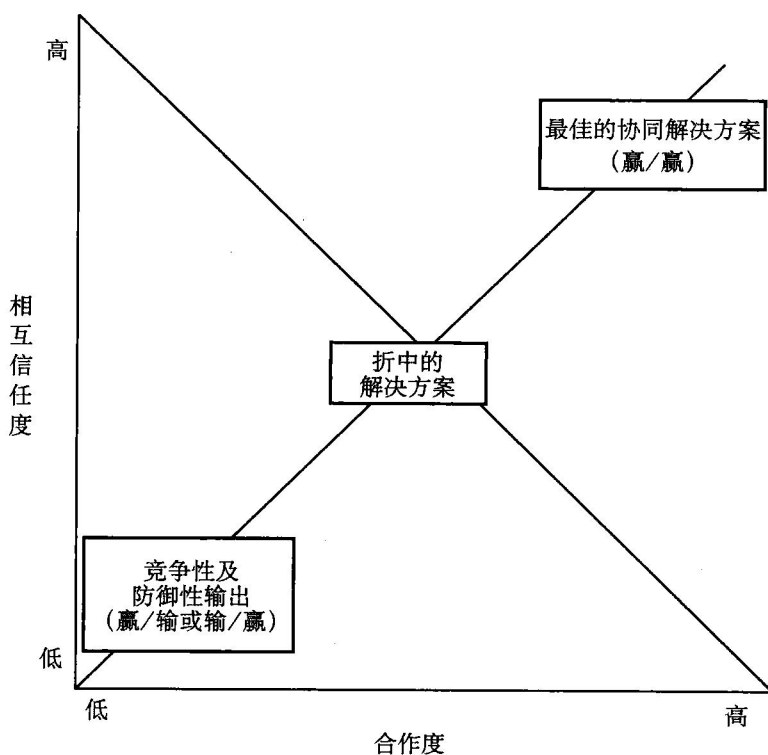 高
最佳的协同解决方案
(赢/赢)
相
互
信
任
度
折中的
解决方案
竞争性及
防御性输出
(赢/输或输/赢)
低
低
高
合作度